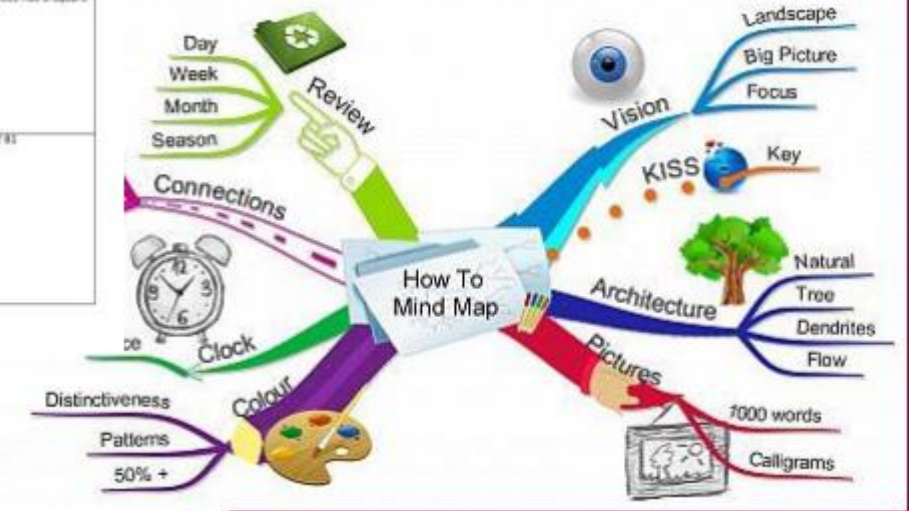 How To
Mind Map
Vision
Landscape
Big Picture
Focus
KISS
Key
Architecture
Natural
Tree
Dendrites
Flow
Pictures
1000 words
Calligrams
Colour
Distinctiveness
Patterns
50% +
Clock
ce
Connections
Review
Day
Week
Month
Season